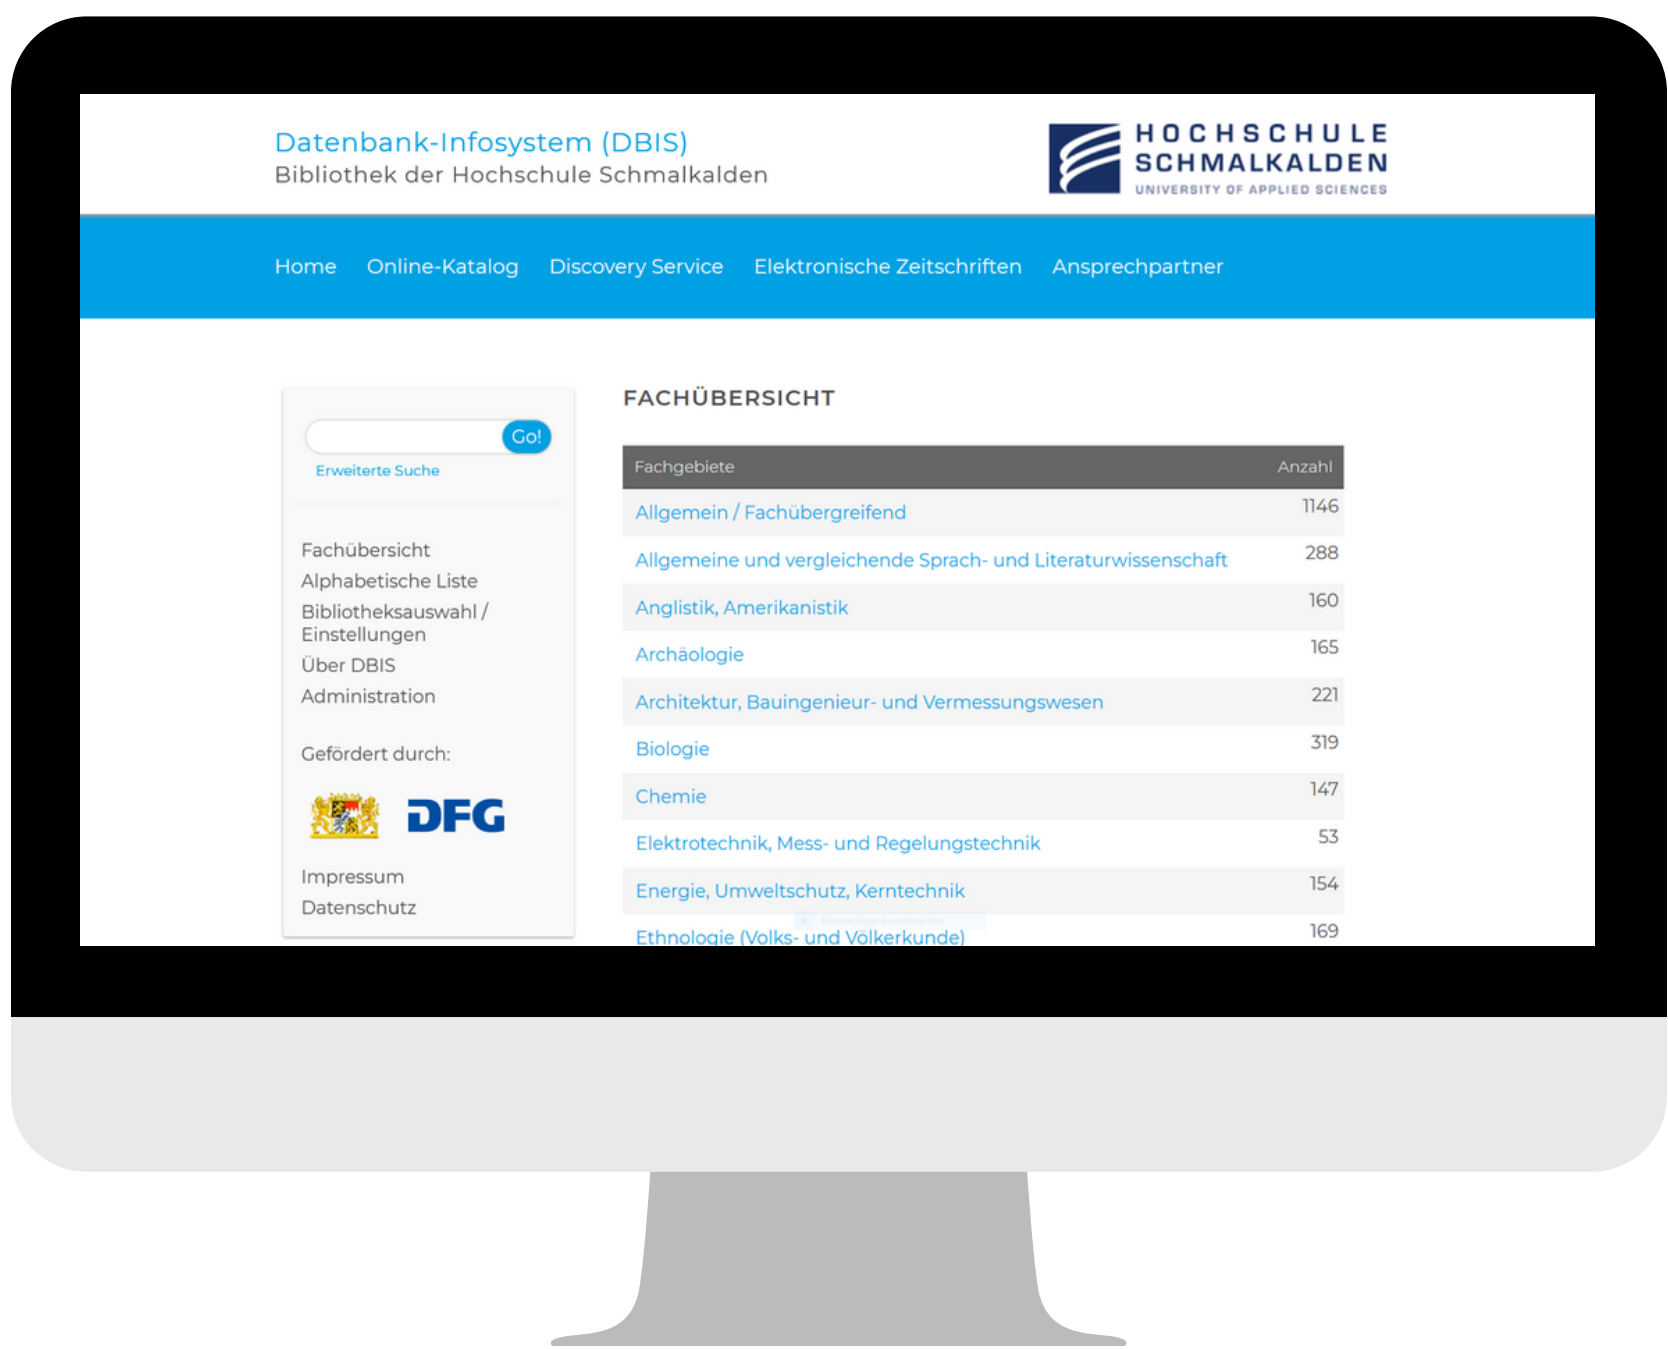 Datenbank-Infosystem (DBIS)
Bibliothek der Hochschule Schmalkalden
HOCHSCHULE
SCHMALKALDEN
UNIVERSITY OF APPLIED SCIENCES
Home Online-Katalog Discovery Service Elektronische Zeitschriften Ansprechpartner
Go!
Erweiterte Suche
Fachübersicht
Alphabetische Liste
Bibliotheksauswahl /
Einstellungen
Über DBIS
Administration
Gefördert durch:
DFG
Impressum
Datenschutz
FACHÜBERSICHT
Fachgebiete Anzahl
Allgemein / Fachübergreifend 1146
Allgemeine und vergleichende Sprach- und Literaturwissenschaft 288
Anglistik, Amerikanistik 160
Archäologie 165
Architektur, Bauingenieur- und Vermessungswesen 221
Biologie 319
Chemie 147
Elektrotechnik, Mess- und Regelungstechnik 53
Energie, Umweltschutz, Kerntechnik 154
Ethnologie (Volks- und Völkerkunde) 169